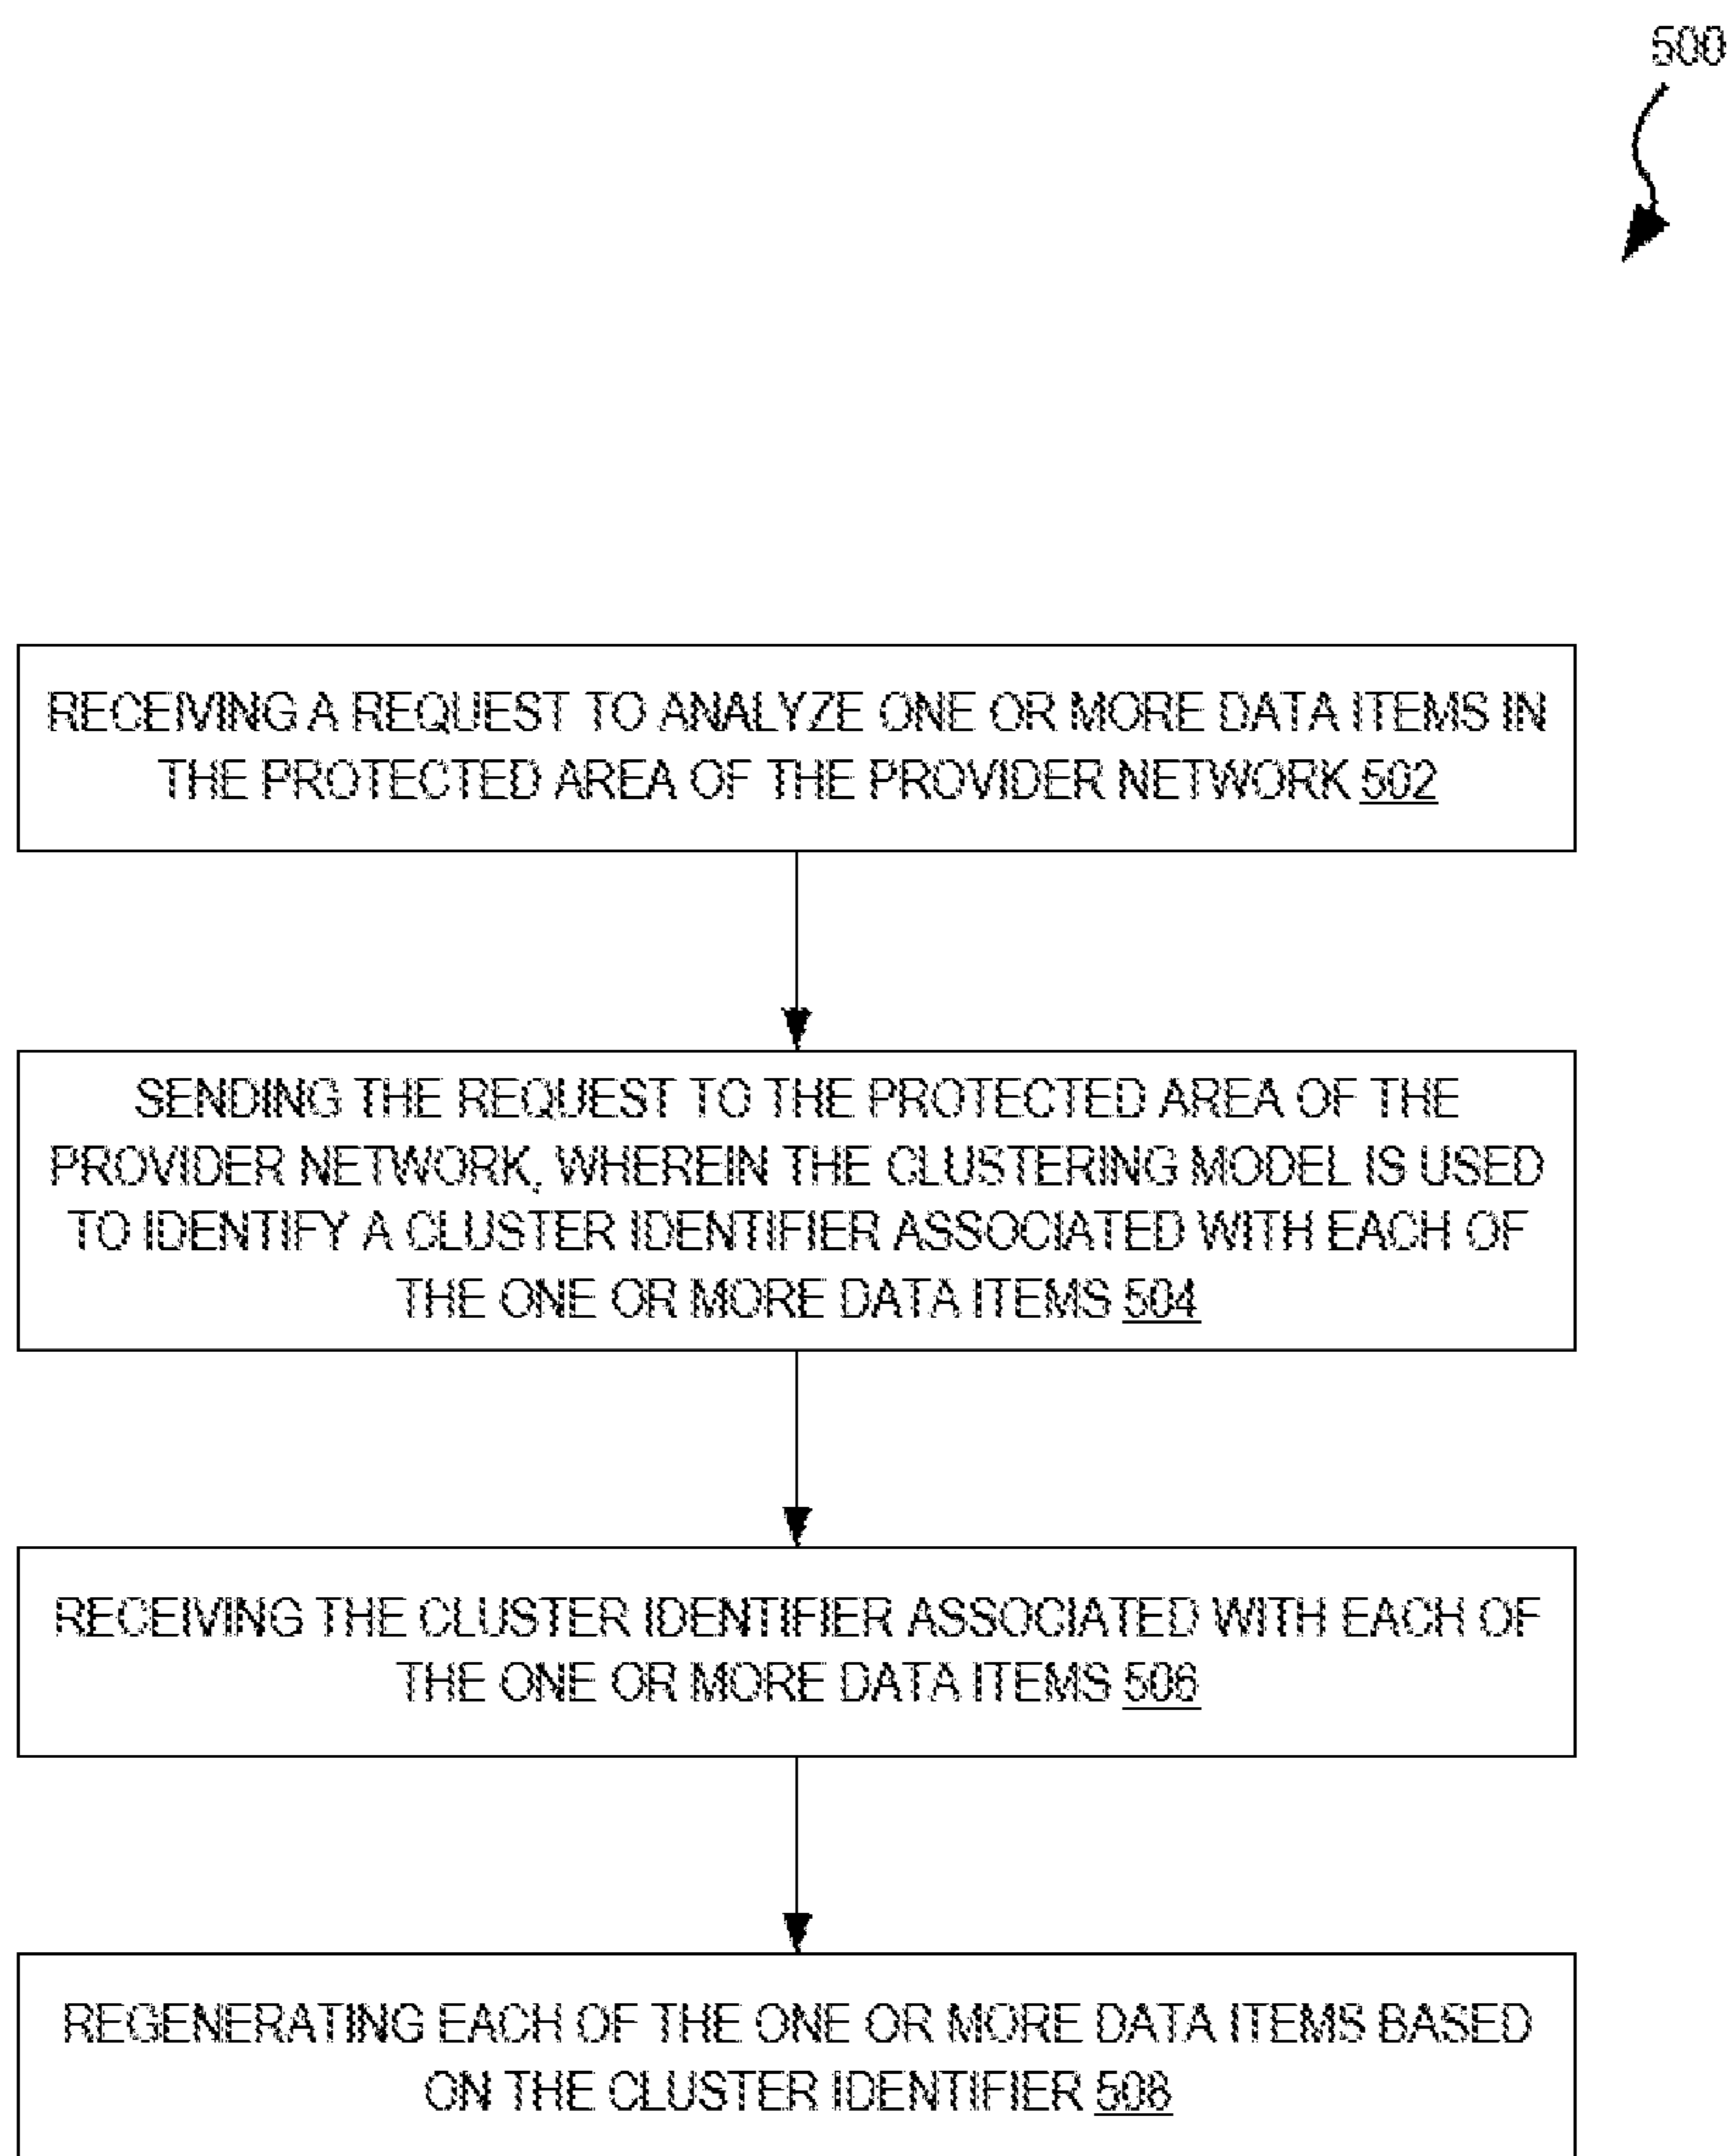 500
RECEIVING A REQUEST TO ANALYZE ONE OR MORE DATA ITEMS IN
THE PROTECTED AREA OF THE PROVIDER NETWORK 502
SENDING THE REQUEST TO THE PROTECTED AREA OF THE
PROVIDER NETWORK, WHEREIN THE CLUSTERING MODEL IS USED
TO IDENTIFY A CLUSTER IDENTIFIER ASSOCIATED WITH EACH OF
THE ONE OR MORE DATA ITEMS 504
RECEIVING THE CLUSTER IDENTIFIER ASSOCIATED WITH EACH OF
THE ONE OR MORE DATA ITEMS 506
REGENERATING EACH OF THE ONE OR MORE DATA ITEMS BASED
ON THE CLUSTER IDENTIFIER 508